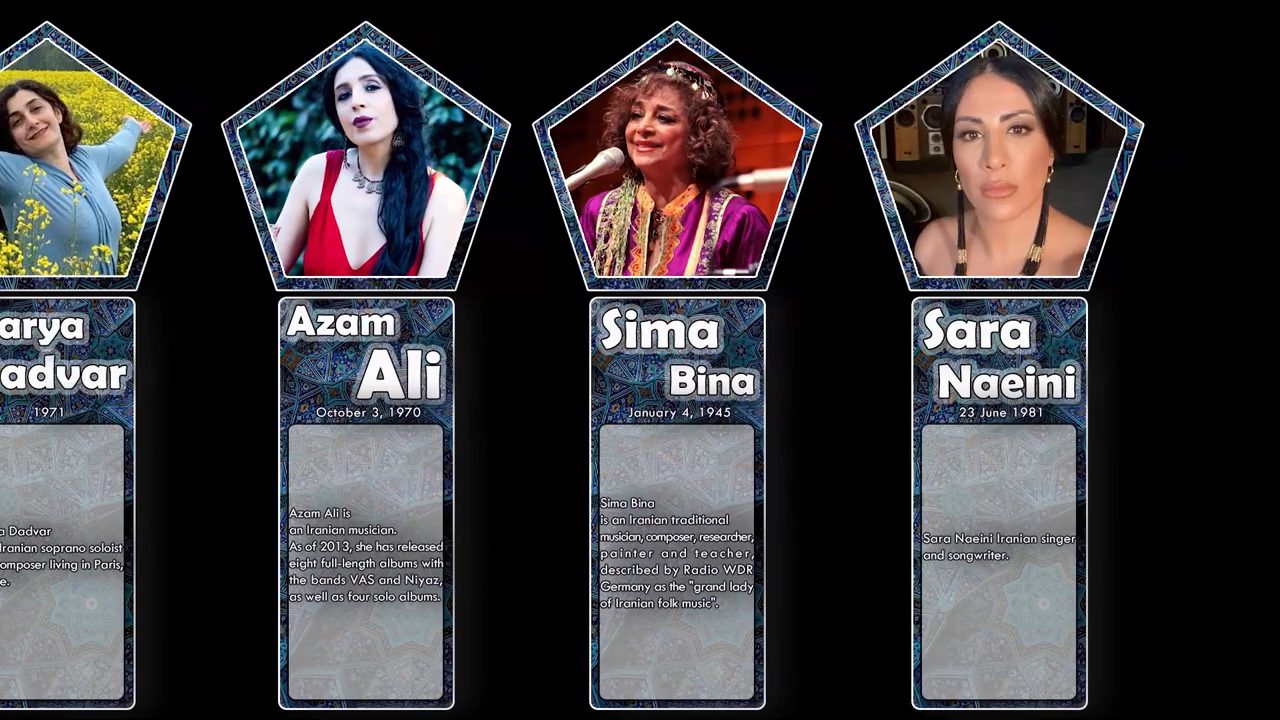 arya
advar
1971
a Dadvar
Iranian soprano soloist
omposer living in Paris,
e.
Azam
Ali
October 3, 1970
Azam Ali is
an Iranian musician.
As of 2013, she has released
eight full-length albums with
the bands VAS and Niyaz,
as well as four solo albums.
Sima
Bina
January 4, 1945
Sima Bina
is an Iranian traditional
musician, composer, researcher,
painter and teacher,
described by Radio WDR
Germany as the "grand lady
of Iranian folk music".
Sara
Naeini
23 June 1981
Sara Naeini Iranian singer
and songwriter.